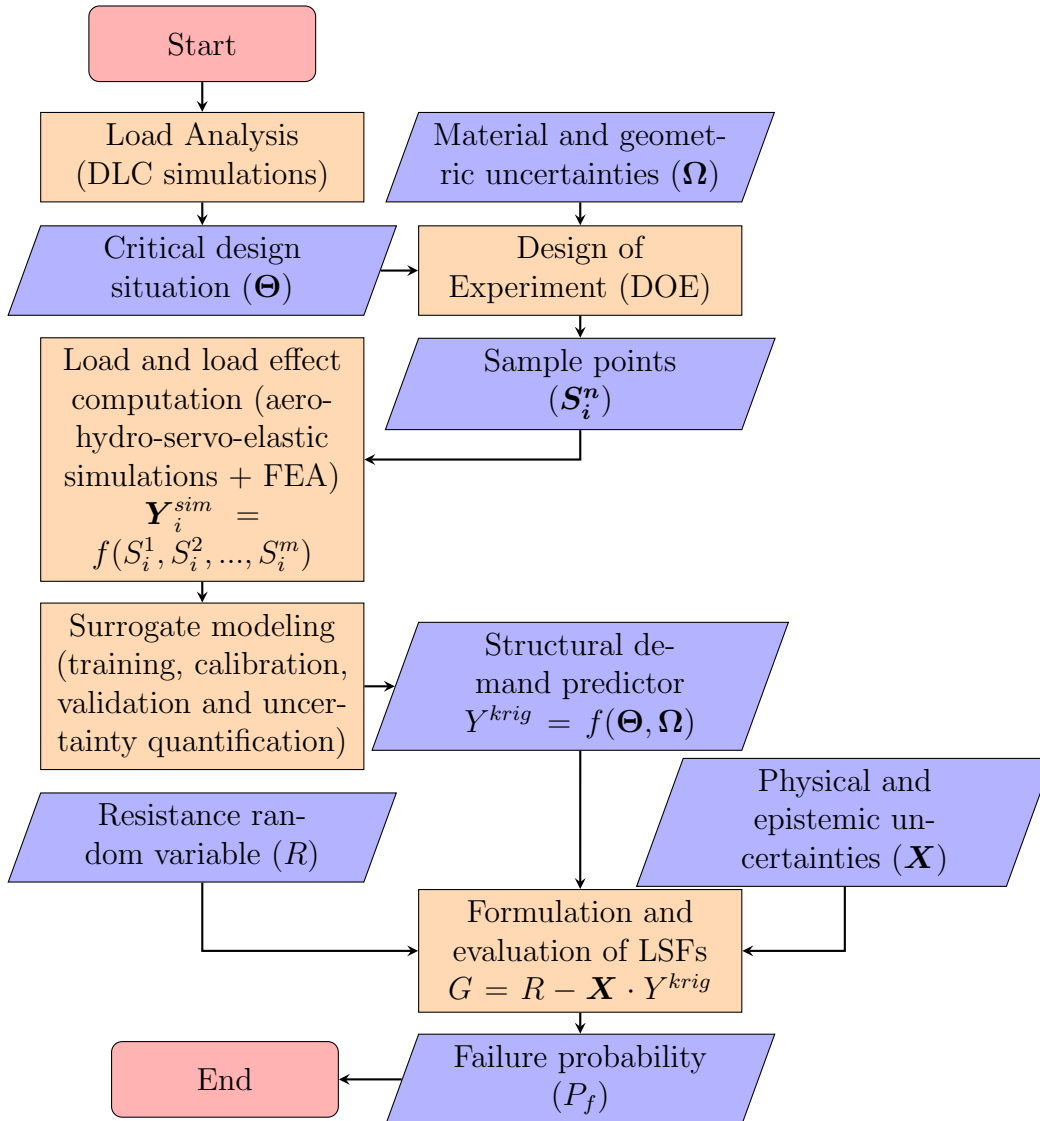 Start
Load Analysis
(DLC simulations)
Material and geomet-
ric uncertainties (Ω)
Critical design
situation (Θ)
Design of
Experiment (DOE)
Sample points
(S_i^n)
Load and load effect
computation (aero-
hydro-servo-elastic
simulations + FEA)
Y_i^{sim} =
f(S_i^1, S_i^2, ..., S_i^m)
Surrogate modeling
(training, calibration,
validation and uncer-
tainty quantification)
Structural de-
mand predictor
Y^{krig} = f(Θ, Ω)
Physical and
epistemic un-
certainties (X)
Resistance ran-
dom variable (R)
Formulation and
evaluation of LSFs
G = R − X · Y^{krig}
Failure probability
(P_f)
End